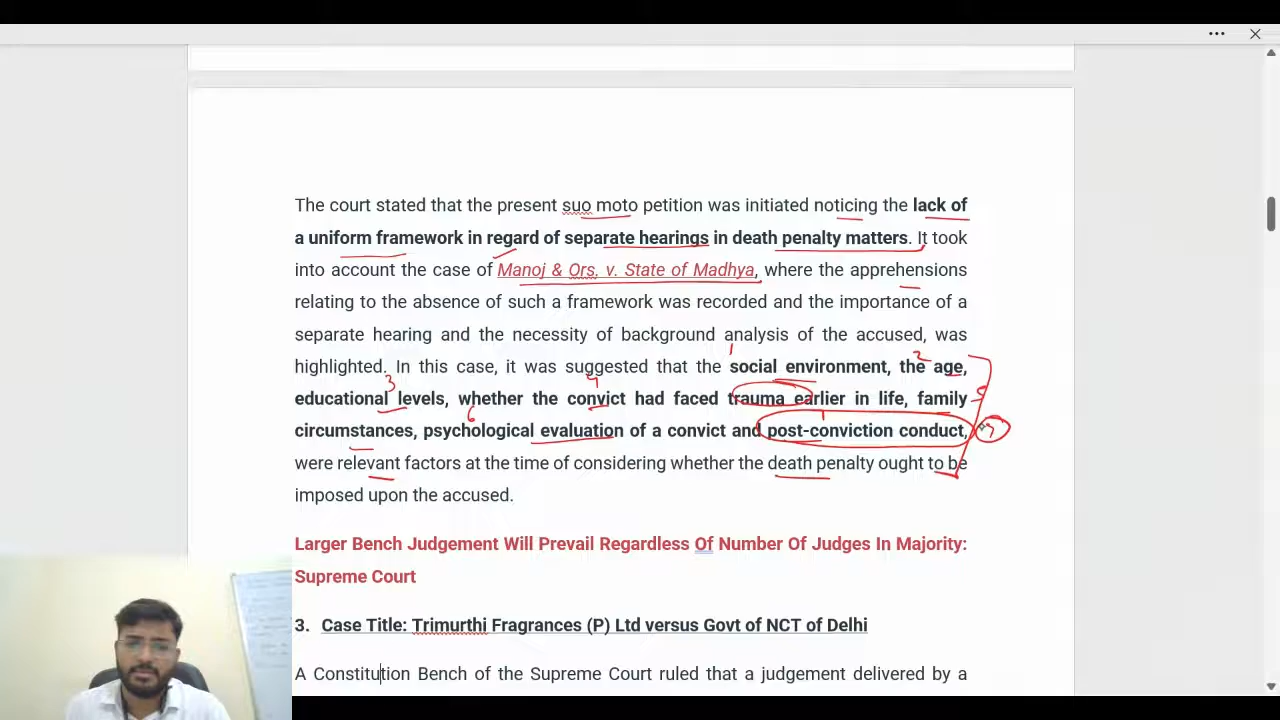 The court stated that the present suo moto petition was initiated noticing the lack of
a uniform framework in regard of separate hearings in death penalty matters. It took
into account the case of Manoj & Ors. v. State of Madhya, where the apprehensions
relating to the absence of such a framework was recorded and the importance of a
separate hearing and the necessity of background analysis of the accused, was
highlighted. In this case, it was suggested that the social environment, the age,
educational levels, whether the convict had faced trauma earlier in life, family
circumstances, psychological evaluation of a convict and post-conviction conduct,
were relevant factors at the time of considering whether the death penalty ought to be
imposed upon the accused.
Larger Bench Judgement Will Prevail Regardless Of Number Of Judges In Majority:
Supreme Court
3. Case Title: Trimurthi Fragrances (P) Ltd versus Govt of NCT of Delhi
A Constitution Bench of the Supreme Court ruled that a judgement delivered by a